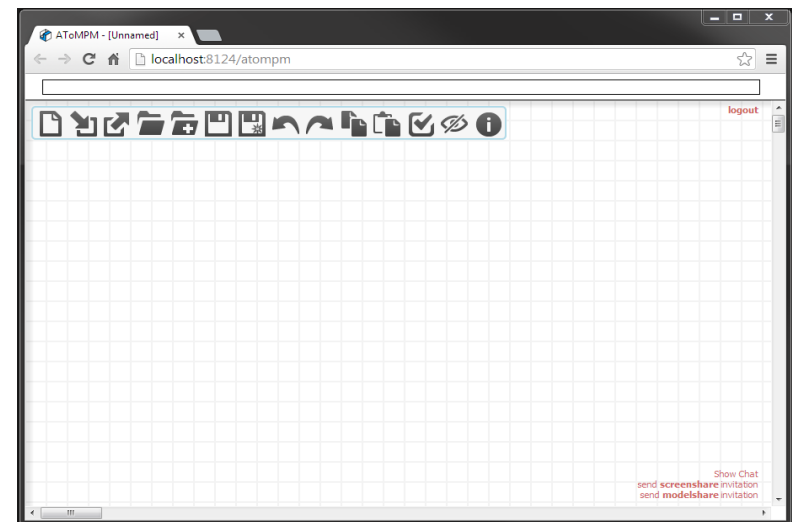 AToMPM - [Unnamed]
localhost:8124/atompm
logout
Show Chat
send screenshare invitation
send modelshare invitation